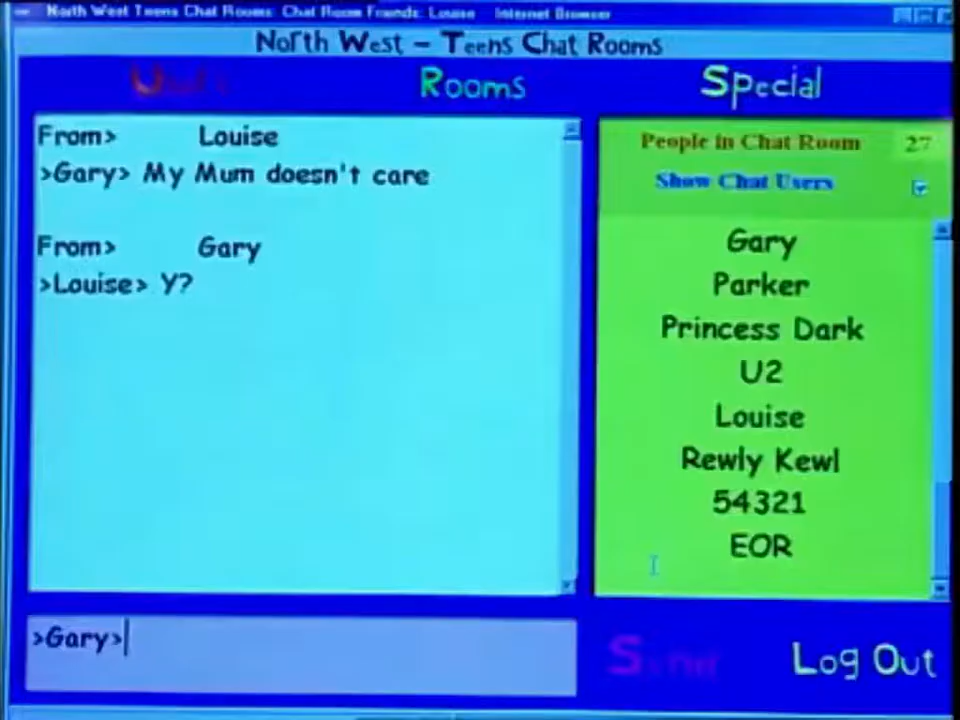 North West Teens Chat Rooms: Chat Room Friends: Louise - Internet Browser
North West - Teens Chat Rooms
Rooms
Special
From> Louise
>Gary> My Mum doesn't care
From> Gary
>Louise> Y?
People in Chat Room 27
Show Chat Users
Gary
Parker
Princess Dark
U2
Louise
Rewly Kewl
54321
EOR
>Gary>
Send
Log Out